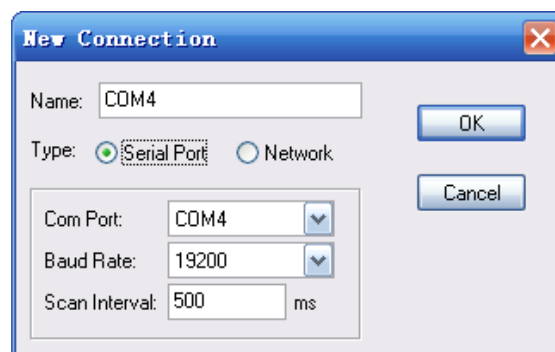 New Connection
Name: COM4
OK
Type: Serial Port Network
Cancel
Com Port: COM4
Baud Rate: 19200
Scan Interval: 500 ms